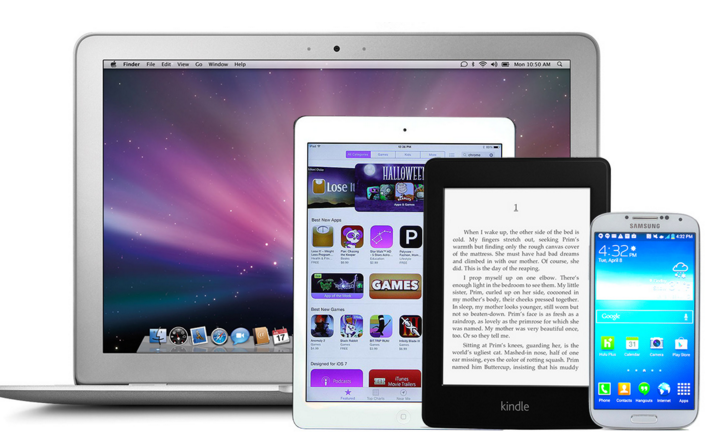 Finder File Edit View Go Window Help
Mon 10:50 AM
HALLOWEEN
Lose It
Apps & Games
Best New Apps
GAMES
Best New Games
Designed for iOS 7
Podcasts
iTunes
Movie Trailers
1
When I wake up, the other side of the bed is
cold. My fingers stretch out, seeking Prim's
warmth but finding only the rough canvas cover
of the mattress. She must have had bad dreams
and climbed in with our mother. Of course, she
did. This is the day of the reaping.
I prop myself up on one elbow. There's
enough light in the bedroom to see them. My little
sister, Prim, curled up on her side, cocooned in
my mother's body, their cheeks pressed together.
In sleep, my mother looks younger, still worn but
not so beaten-down. Prim's face is as fresh as a
raindrop, as lovely as the primrose for which she
was named. My mother was very beautiful once,
too. Or so they tell me.
Sitting at Prim's knees, guarding her, is the
world's ugliest cat. Mashed-in nose, half of one
ear missing, eyes the color of rotting squash. Prim
named him Buttercup, insisting that his muddy
kindle
SAMSUNG
4:32 PM
4:32 PM
Tue, April 8
Google
Calendar Camera Play Store
Phone Contacts Hangouts Internet Apps
17